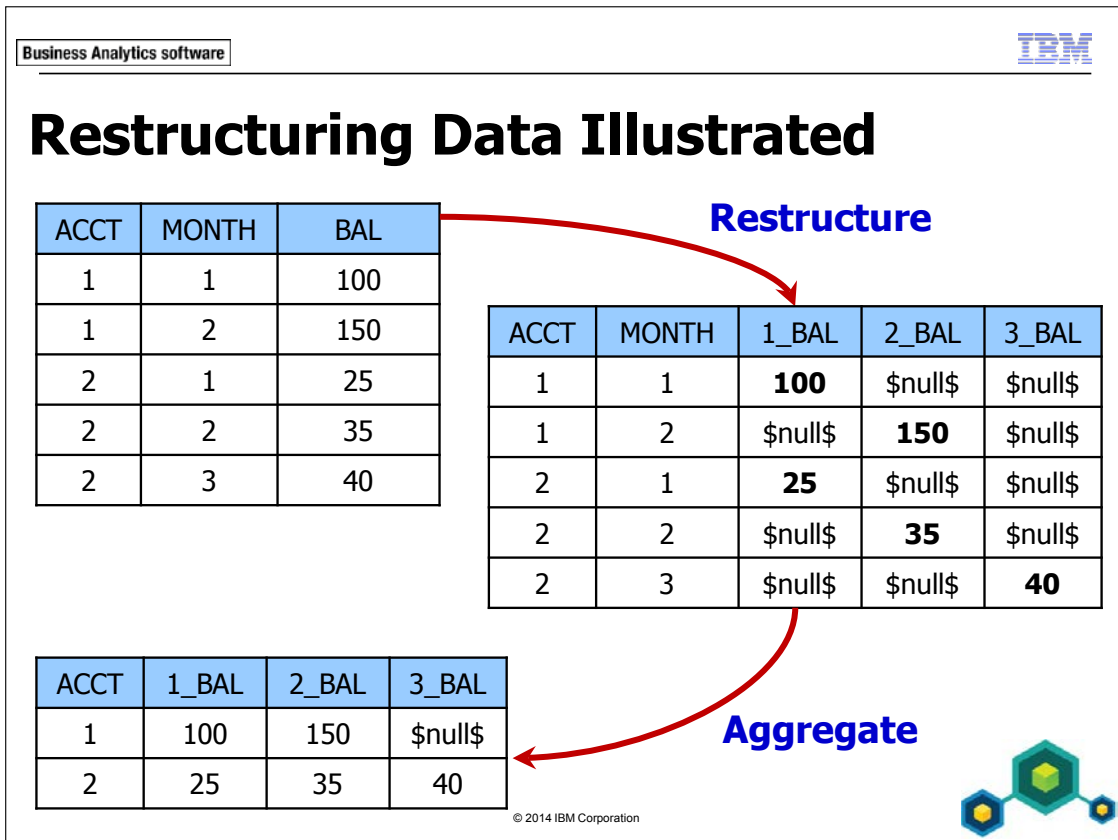 Business Analytics software
IBM
Restructuring Data Illustrated
ACCT MONTH BAL
1 1 100
1 2 150
2 1 25
2 2 35
2 3 40
Restructure
ACCT MONTH 1_BAL 2_BAL 3_BAL
1 1 100 $null$ $null$
1 2 $null$ 150 $null$
2 1 25 $null$ $null$
2 2 $null$ 35 $null$
2 3 $null$ $null$ 40
ACCT 1_BAL 2_BAL 3_BAL
1 100 150 $null$
2 25 35 40
Aggregate
© 2014 IBM Corporation